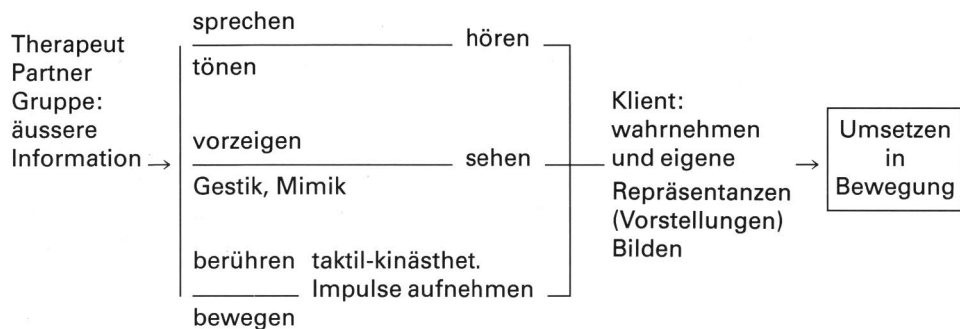 Therapeut
Partner
Gruppe:
äussere
Information →
sprechen
tönen
hören
vorzeigen
Gestik, Mimik
sehen
berühren
bewegen
taktil-kinästhet.
Impulse aufnehmen
Klient:
wahrnehmen
und eigene
Repräsentanzen
(Vorstellungen)
Bilden
→
Umsetzen
in
Bewegung